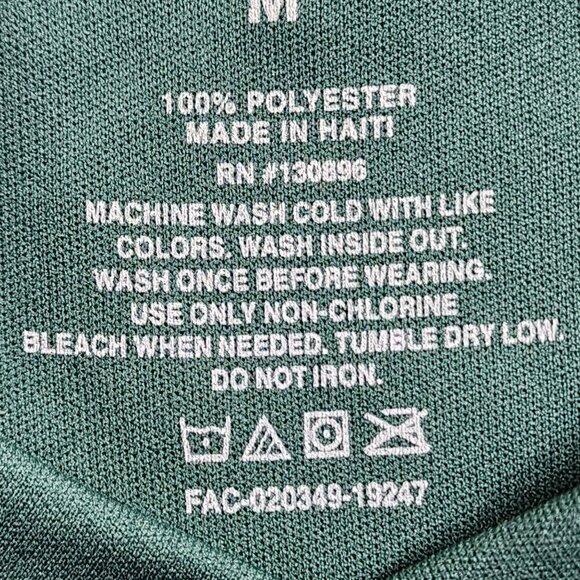 M
100% POLYESTER
MADE IN HAITI
RN #130896
MACHINE WASH COLD WITH LIKE
COLORS. WASH INSIDE OUT.
WASH ONCE BEFORE WEARING.
USE ONLY NON-CHLORINE
BLEACH WHEN NEEDED. TUMBLE DRY LOW.
DO NOT IRON.
FAC-020349-19247